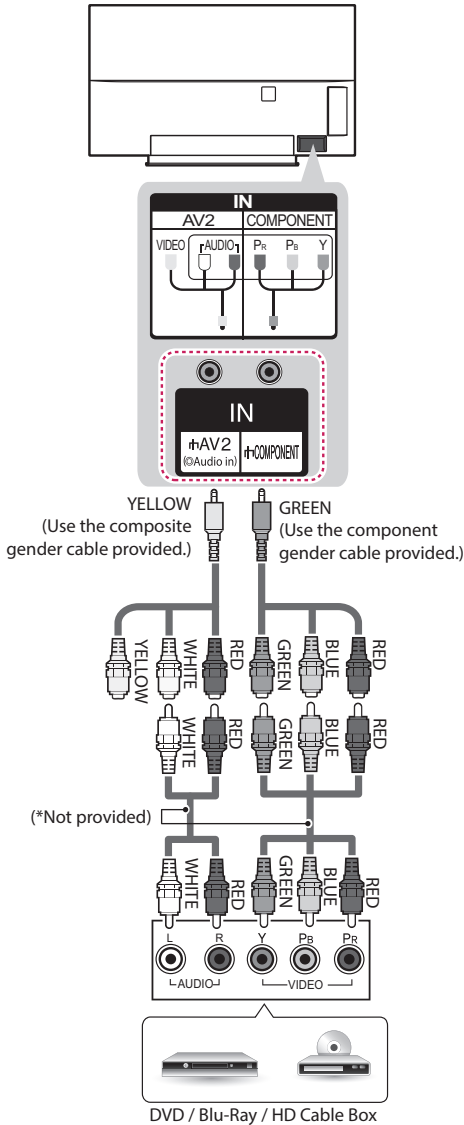 IN
AV2 COMPONENT
VIDEO AUDIO PR PB Y
IN
AV2 COMPONENT
(Audio in)
YELLOW
(Use the composite
gender cable provided.)
GREEN
(Use the component
gender cable provided.)
YELLOW WHITE RED GREEN BLUE RED
WHITE RED GREEN BLUE RED
(*Not provided)
WHITE RED GREEN BLUE RED
L R Y PB PR
AUDIO VIDEO
DVD / Blu-Ray / HD Cable Box